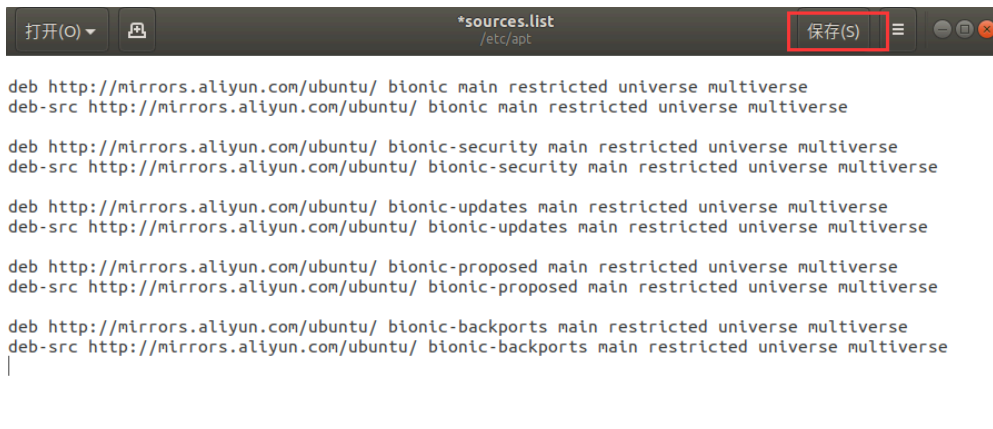 打开(O)
*sources.list
/etc/apt
保存(S)
deb http://mirrors.aliyun.com/ubuntu/ bionic main restricted universe multiverse
deb-src http://mirrors.aliyun.com/ubuntu/ bionic main restricted universe multiverse
deb http://mirrors.aliyun.com/ubuntu/ bionic-security main restricted universe multiverse
deb-src http://mirrors.aliyun.com/ubuntu/ bionic-security main restricted universe multiverse
deb http://mirrors.aliyun.com/ubuntu/ bionic-updates main restricted universe multiverse
deb-src http://mirrors.aliyun.com/ubuntu/ bionic-updates main restricted universe multiverse
deb http://mirrors.aliyun.com/ubuntu/ bionic-proposed main restricted universe multiverse
deb-src http://mirrors.aliyun.com/ubuntu/ bionic-proposed main restricted universe multiverse
deb http://mirrors.aliyun.com/ubuntu/ bionic-backports main restricted universe multiverse
deb-src http://mirrors.aliyun.com/ubuntu/ bionic-backports main restricted universe multiverse